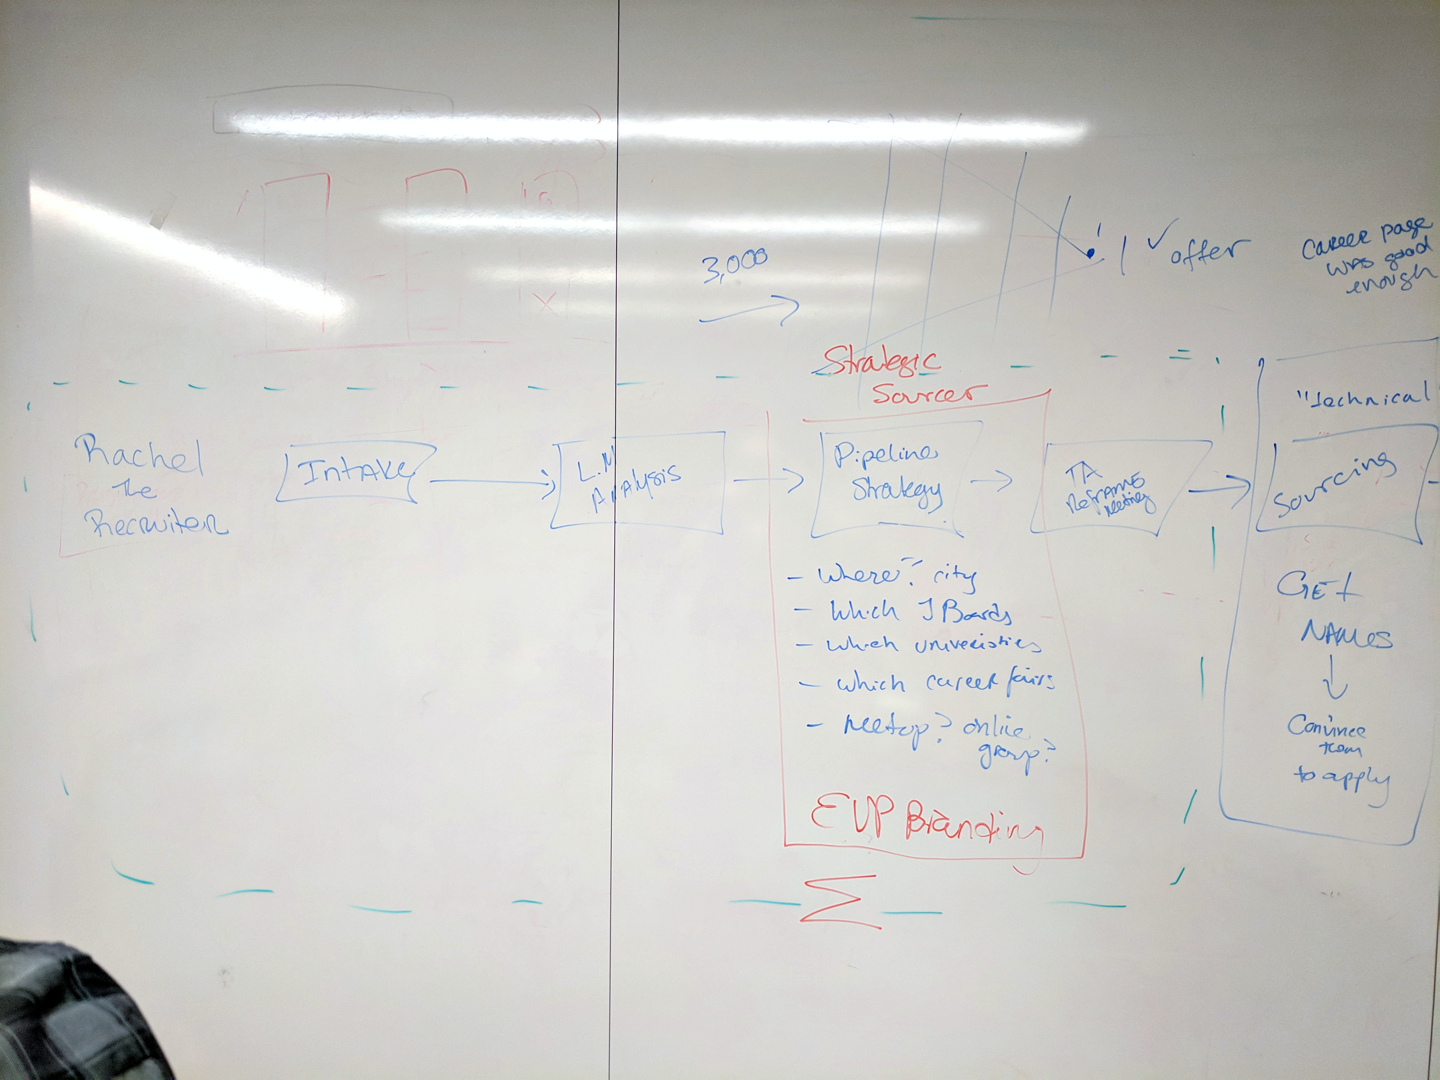 3,000
1 ✓ offer
career page
was good
enough
Strategic
Sourcer
"Technical
Rachel
the
Recruiter
Intake
L.M
Analysis
Pipeline
Strategy
TA
Reframe
Meeting
Sourcing
- Where? city
- Which J Boards
- which univeristies
- which career fairs
- Meetup? online
group?
EVP Branding
Σ
GET
NAMES
Convince
team
to apply